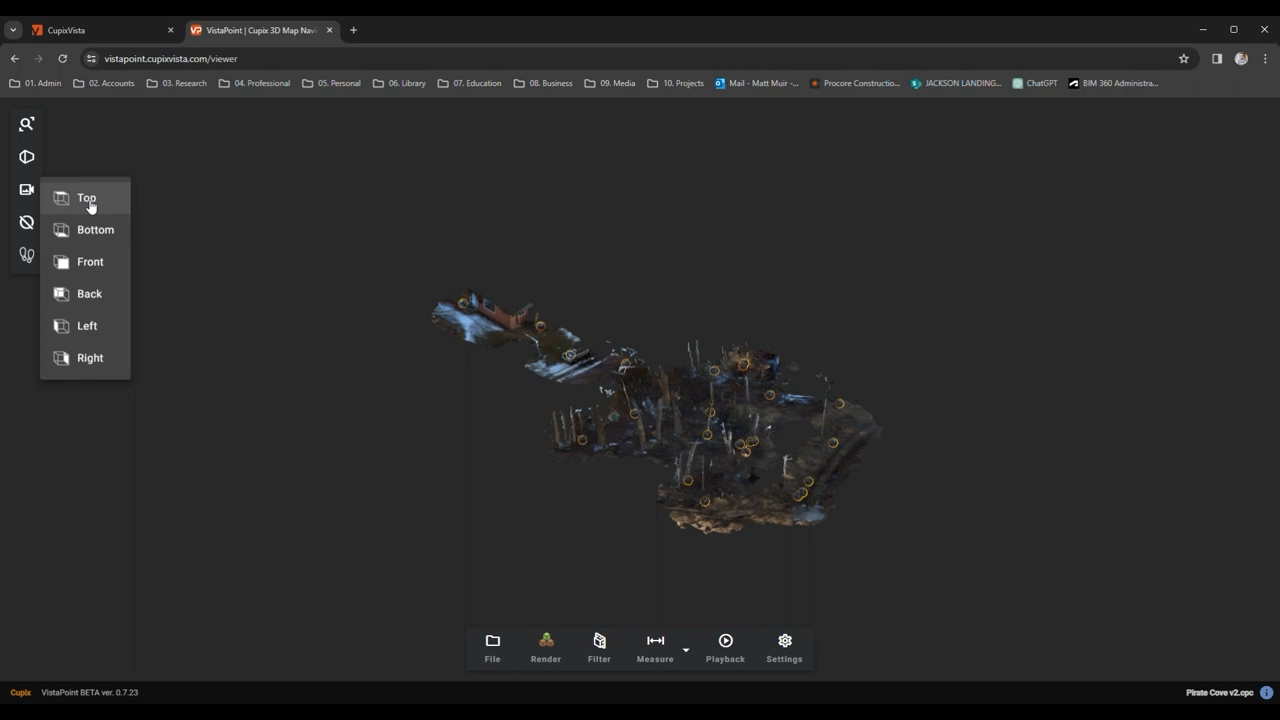 CupixVista
VistaPoint | Cupix 3D Map Navi
vistapoint.cupixvista.com/viewer
01. Admin
02. Accounts
03. Research
04. Professional
05. Personal
06. Library
07. Education
08. Business
09. Media
10. Projects
Mail - Matt Muir -...
Procore Constructio...
JACKSON LANDING...
ChatGPT
BIM 360 Administra...
Top
Bottom
Front
Back
Left
Right
File
Render
Filter
Measure
Playback
Settings
Cupix VistaPoint BETA ver. 0.7.23
Pirate Cove v2.cpc